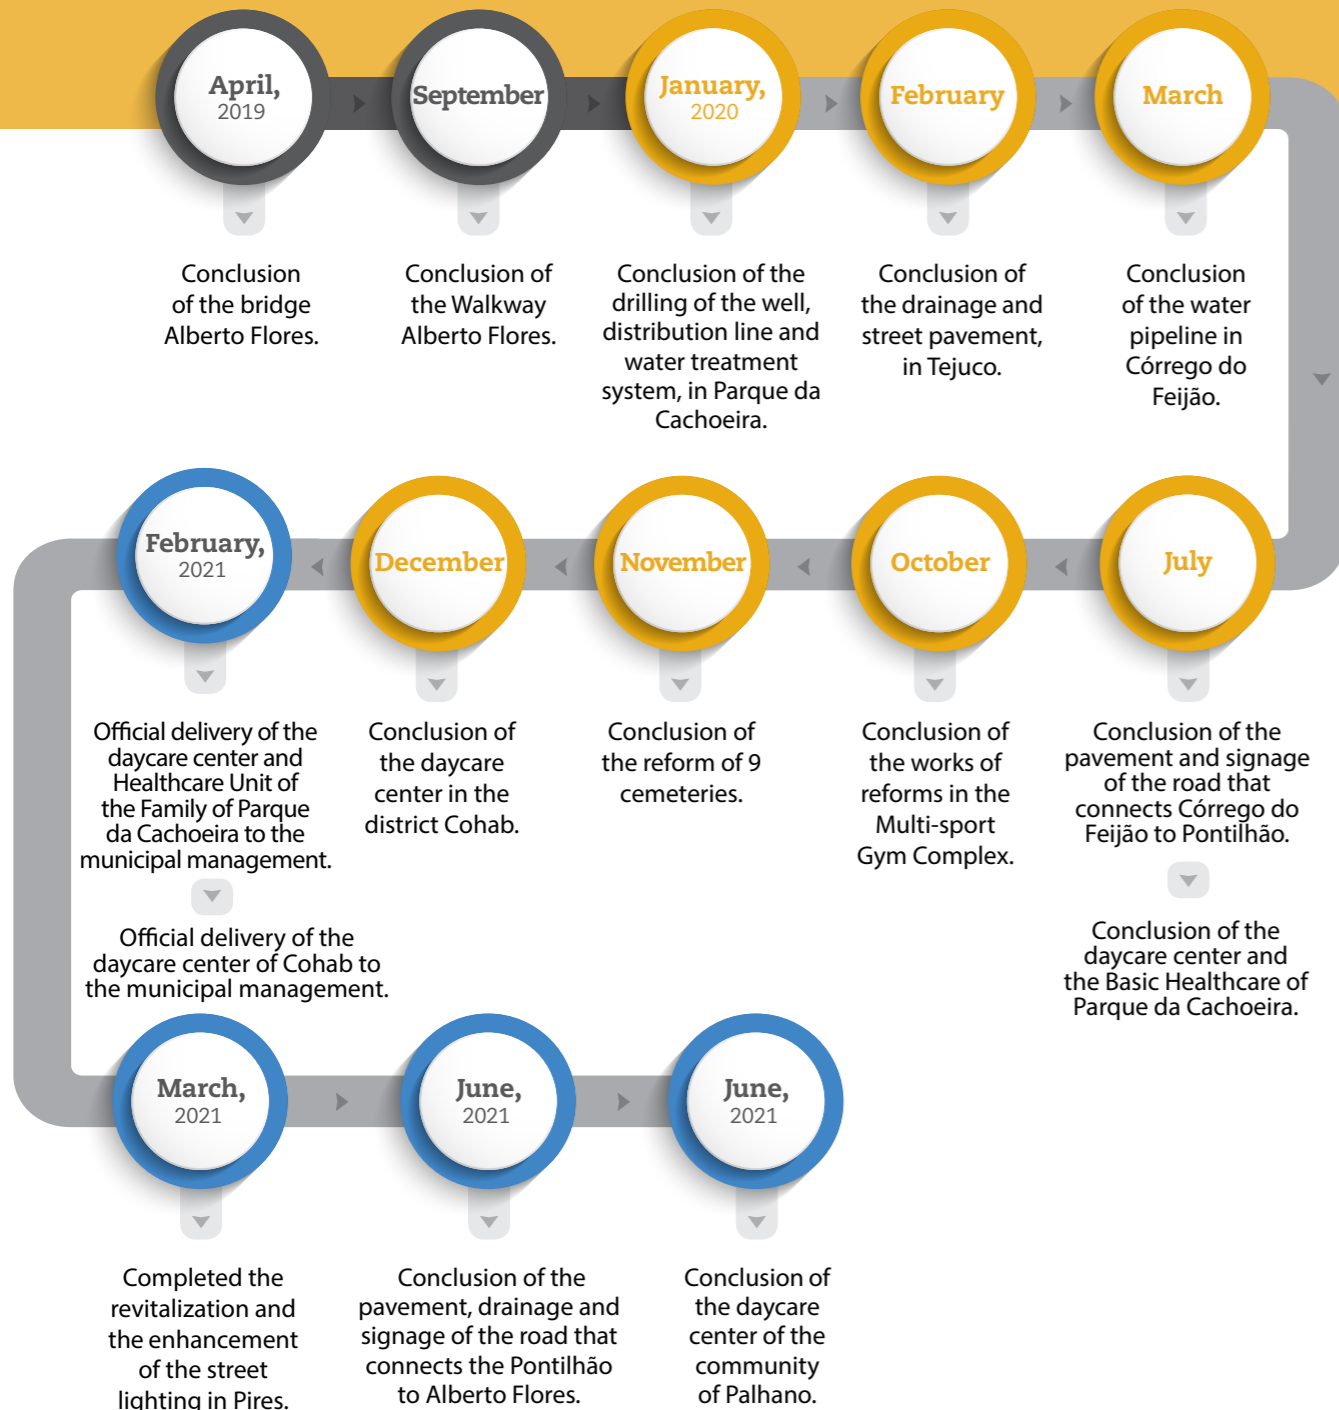 April,
2019
Conclusion
of the bridge
Alberto Flores.
September
Conclusion of
the Walkway
Alberto Flores.
January,
2020
Conclusion of the
drilling of the well,
distribution line and
water treatment
system, in Parque da
Cachoeira.
February
Conclusion of
the drainage and
street pavement,
in Tejuco.
March
Conclusion
of the water
pipeline in
Córrego do
Feijão.
July
Conclusion of the
pavement and signage
of the road that
connects Córrego do
Feijão to Pontilhão.
Conclusion of the
daycare center and
the Basic Healthcare of
Parque da Cachoeira.
October
Conclusion of
the works of
reforms in the
Multi-sport
Gym Complex.
November
Conclusion of
the reform of 9
cemeteries.
December
Conclusion of
the daycare
center in the
district Cohab.
February,
2021
Official delivery of the
daycare center and
Healthcare Unit of
the Family of Parque
da Cachoeira to the
municipal management.
Official delivery of the
daycare center of Cohab to
the municipal management.
March,
2021
Completed the
revitalization and
the enhancement
of the street
lighting in Pires.
June,
2021
Conclusion of the
pavement, drainage and
signage of the road that
connects the Pontilhão
to Alberto Flores.
June,
2021
Conclusion of
the daycare
center of the
community
of Palhano.